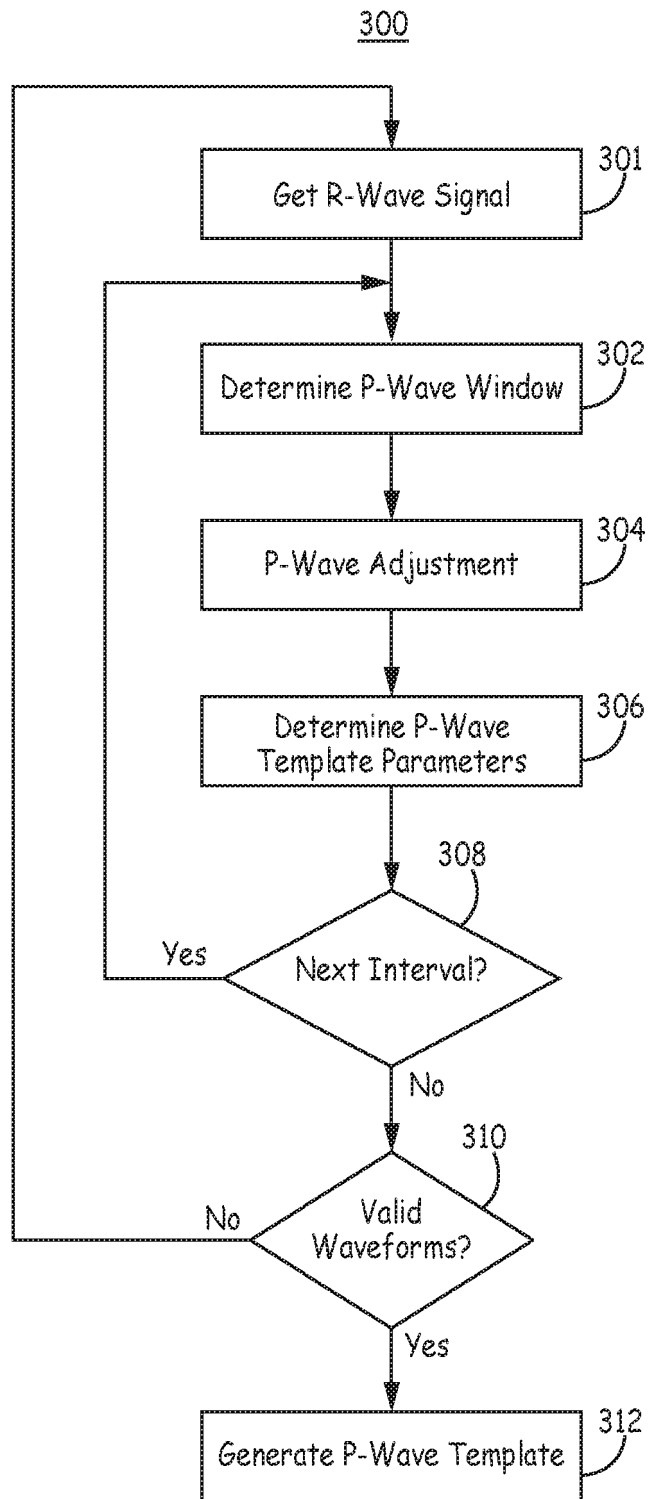 300
301
Get R-Wave Signal
302
Determine P-Wave Window
304
P-Wave Adjustment
306
Determine P-Wave
Template Parameters
308
Yes
Next Interval?
No
310
No
Valid
Waveforms?
Yes
312
Generate P-Wave Template